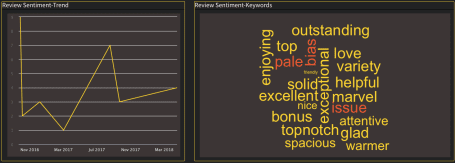 Review Sentiment-Trend
Nov 2016
Mar 2017
Jul 2017
Nov 2017
Mar 2018
Review Sentiment-Keywords
outstanding
enjoying
top
bias
love
pale
exceptional
variety
friendly
solid
helpful
excellent
marvel
nice
issue
bonus
attentive
topnotch
glad
spacious
warmer